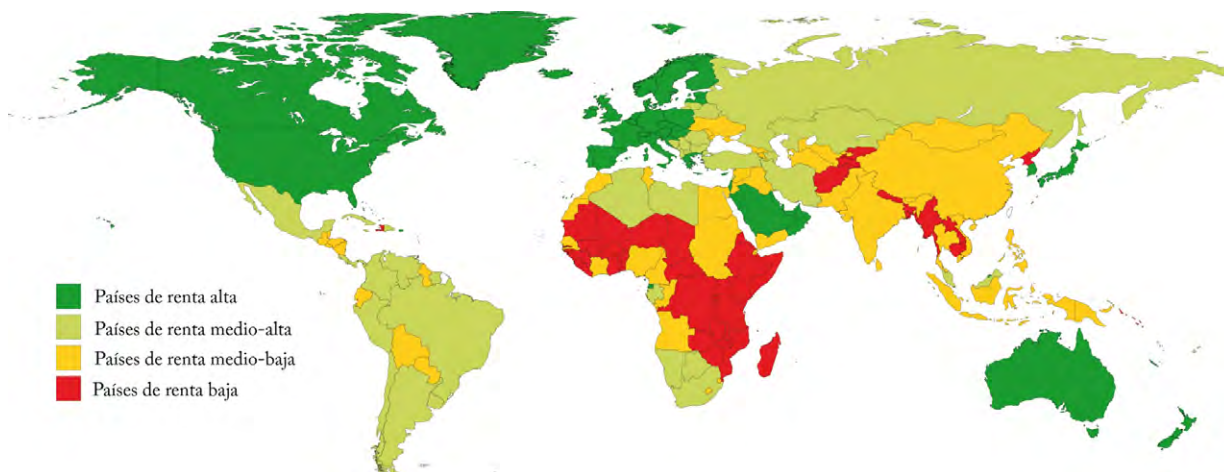 Países de renta alta
Países de renta medio-alta
Países de renta medio-baja
Países de renta baja